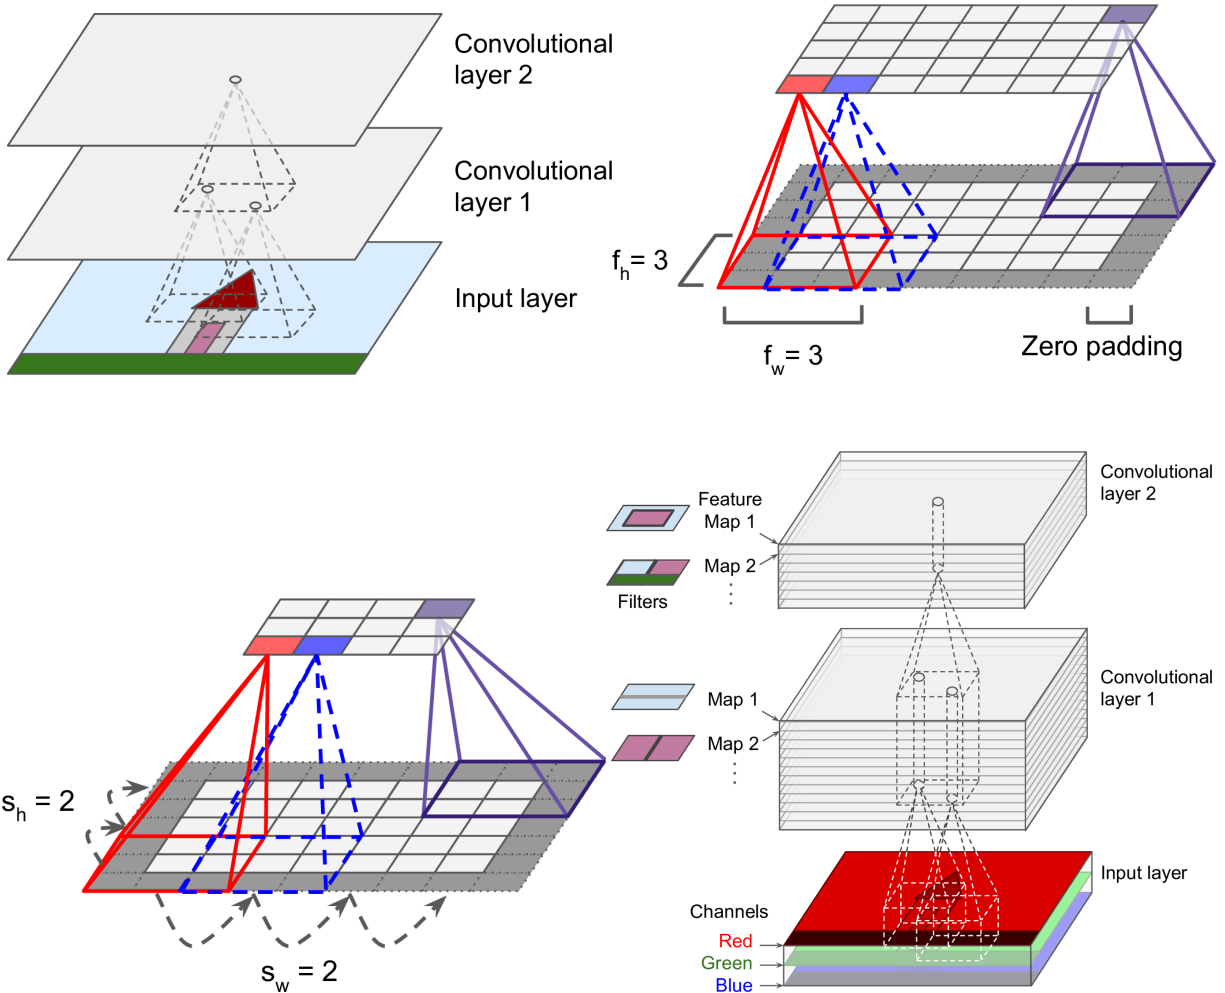 Convolutional
layer 2
Convolutional
layer 1
Input layer
fh= 3
fw= 3
Zero padding
sh = 2
sw = 2
Feature
Map 1
Map 2
Filters
Convolutional
layer 2
Map 1
Map 2
Convolutional
layer 1
Input layer
Channels
Red
Green
Blue